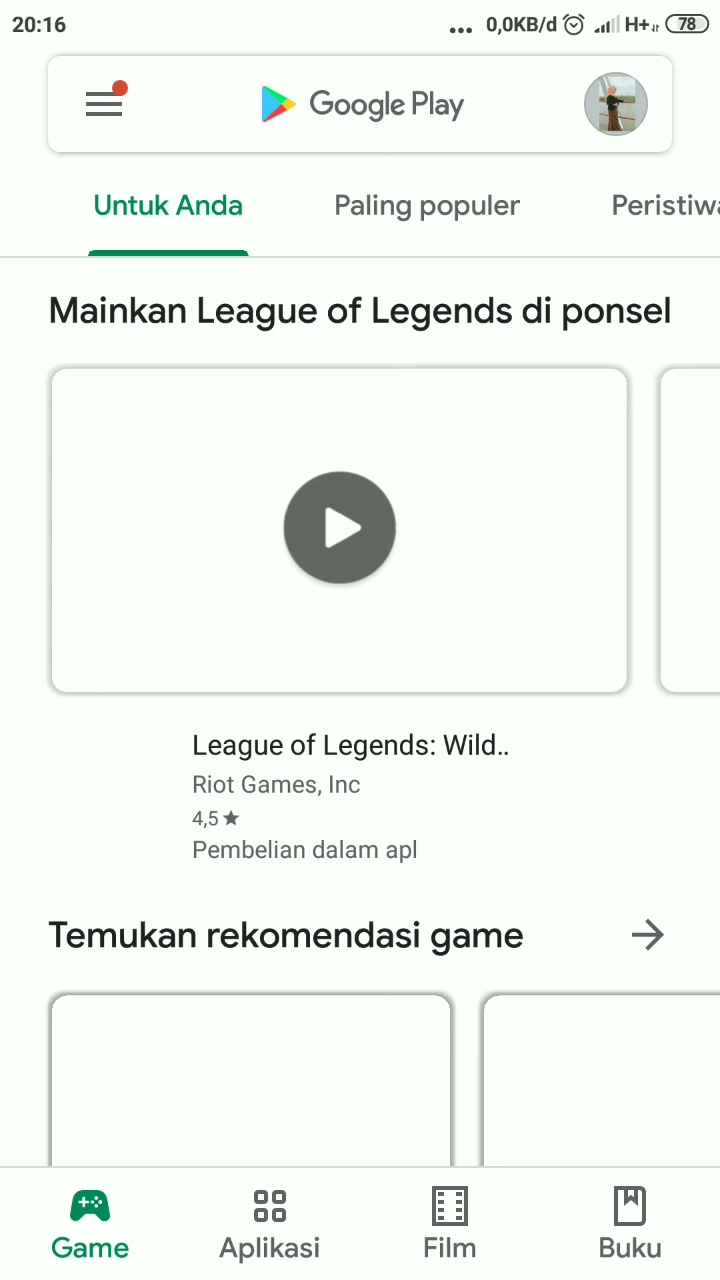 20:16
... 0,0KB/d H+ 78
Google Play
Untuk Anda
Paling populer
Peristiwa
Mainkan League of Legends di ponsel
League of Legends: Wild..
Riot Games, Inc
4,5 ★
Pembelian dalam apl
Temukan rekomendasi game
Game
Aplikasi
Film
Buku